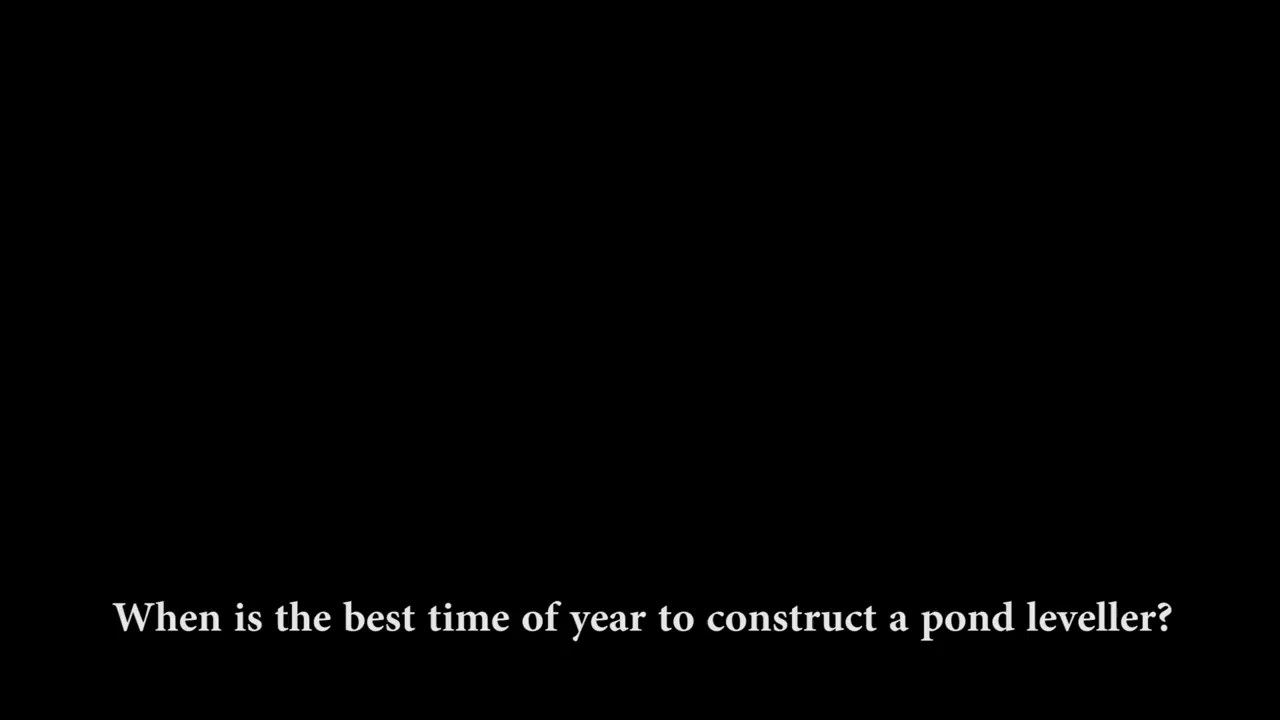 When is the best time of year to construct a pond leveller?